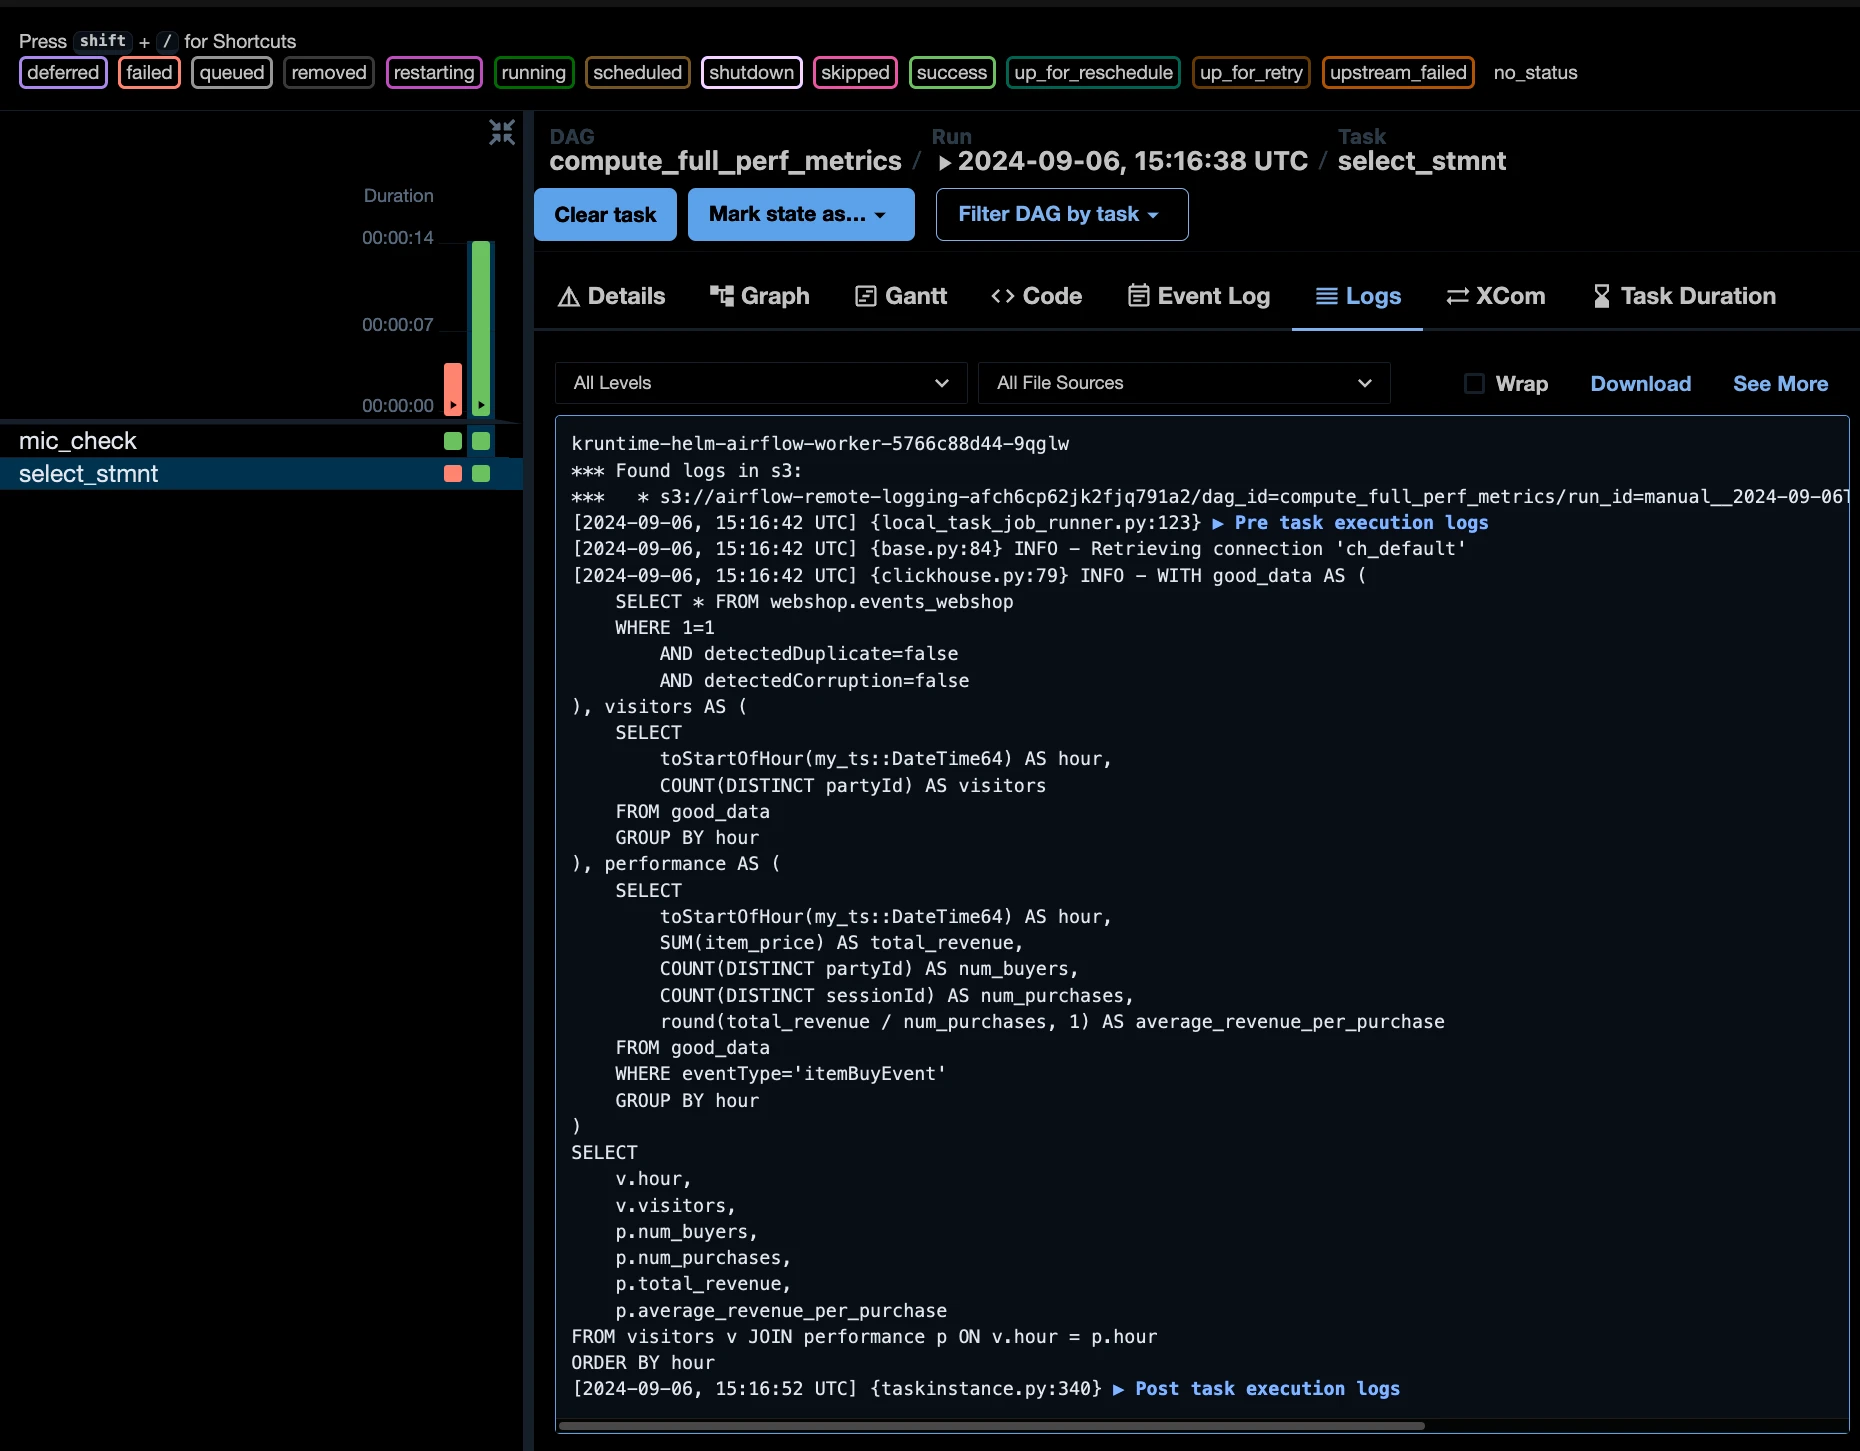 Press shift + / for Shortcuts
deferred failed queued removed restarting running scheduled shutdown skipped success up_for_reschedule up_for_retry upstream_failed no_status
DAG
compute_full_perf_metrics
/
Run
2024-09-06, 15:16:38 UTC
/
Task
select_stmnt
Duration
00:00:14
00:00:07
00:00:00
mic_check
select_stmnt
Clear task
Mark state as...
Filter DAG by task
Details
Graph
Gantt
Code
Event Log
Logs
XCom
Task Duration
All Levels
All File Sources
Wrap
Download
See More
kruntime-helm-airflow-worker-5766c88d44-9qglw
*** Found logs in s3:
***   * s3://airflow-remote-logging-afch6cp62jk2fjq791a2/dag_id=compute_full_perf_metrics/run_id=manual__2024-09-06T
[2024-09-06, 15:16:42 UTC] {local_task_job_runner.py:123} ▶ Pre task execution logs
[2024-09-06, 15:16:42 UTC] {base.py:84} INFO - Retrieving connection 'ch_default'
[2024-09-06, 15:16:42 UTC] {clickhouse.py:79} INFO - WITH good_data AS (
    SELECT * FROM webshop.events_webshop
    WHERE 1=1
        AND detectedDuplicate=false
        AND detectedCorruption=false
), visitors AS (
    SELECT
        toStartOfHour(my_ts::DateTime64) AS hour,
        COUNT(DISTINCT partyId) AS visitors
    FROM good_data
    GROUP BY hour
), performance AS (
    SELECT
        toStartOfHour(my_ts::DateTime64) AS hour,
        SUM(item_price) AS total_revenue,
        COUNT(DISTINCT partyId) AS num_buyers,
        COUNT(DISTINCT sessionId) AS num_purchases,
        round(total_revenue / num_purchases, 1) AS average_revenue_per_purchase
    FROM good_data
    WHERE eventType='itemBuyEvent'
    GROUP BY hour
)
SELECT
    v.hour,
    v.visitors,
    p.num_buyers,
    p.num_purchases,
    p.total_revenue,
    p.average_revenue_per_purchase
FROM visitors v JOIN performance p ON v.hour = p.hour
ORDER BY hour
[2024-09-06, 15:16:52 UTC] {taskinstance.py:340} ▶ Post task execution logs